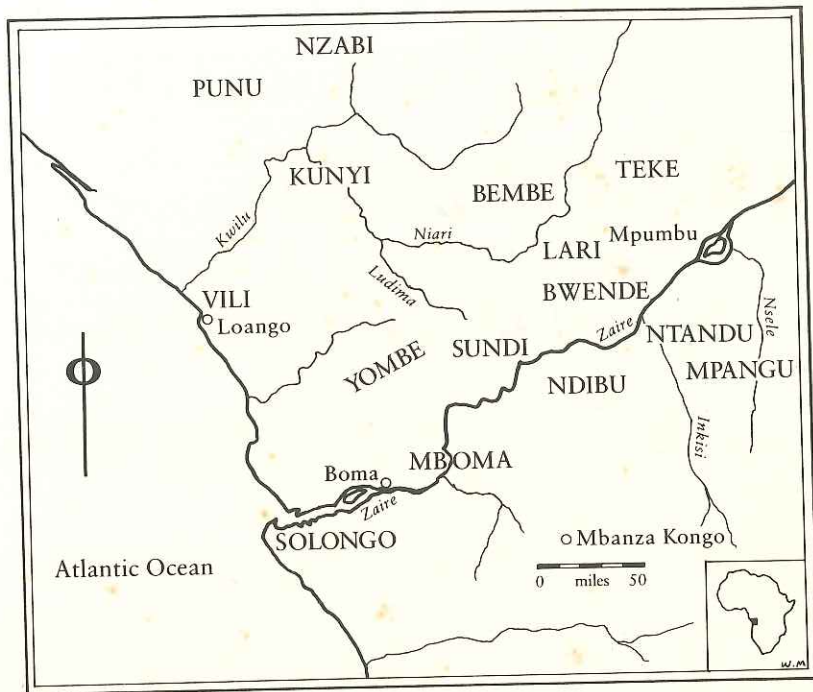 NZABI
PUNU
KUNYI
BEMBE
TEKE
Kwilu
Niari
LARI
Mpumbu
Ludima
VILI
Loango
BWENDE
Nsele
Zaire
NTANDU
SUNDI
YOMBE
MPANGU
NDIBU
Inkisi
Boma
MBOMA
Zaire
SOLONGO
Mbanza Kongo
Atlantic Ocean
0 miles 50
W.M